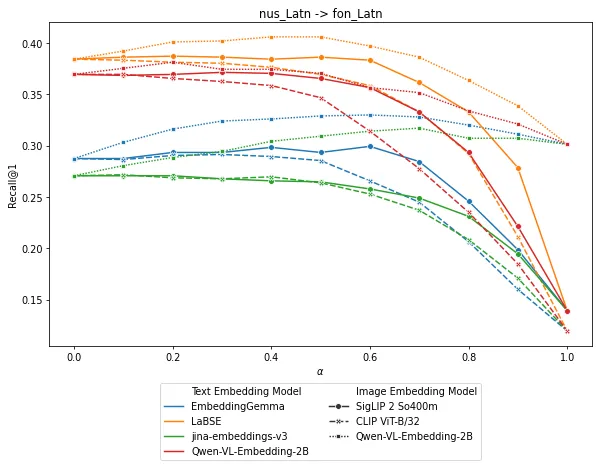 nus_Latn -> fon_Latn
0.40
0.35
0.30
0.25
0.20
0.15
Recall@1
0.0 0.2 0.4 0.6 0.8 1.0
α
Text Embedding Model
EmbeddingGemma
LaBSE
jina-embeddings-v3
Qwen-VL-Embedding-2B
Image Embedding Model
SigLIP 2 So400m
CLIP ViT-B/32
Qwen-VL-Embedding-2B